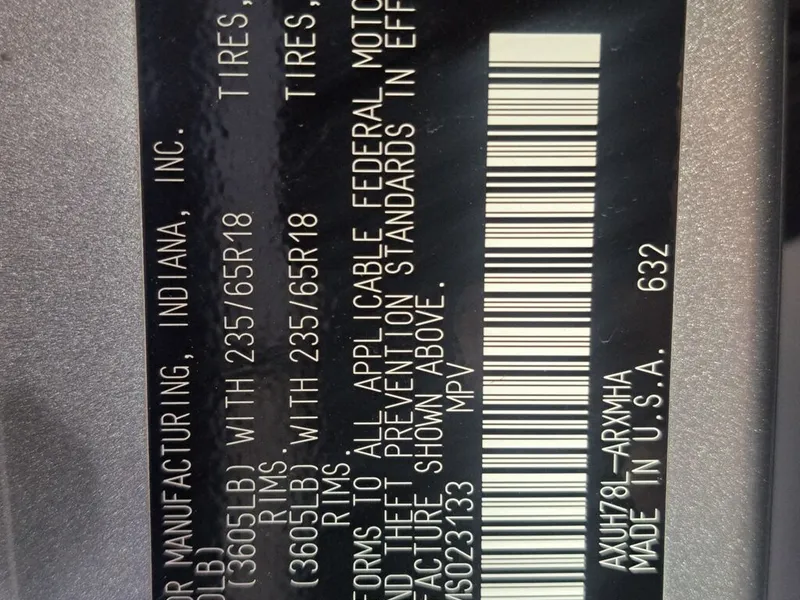 OR MANUFACTURING, INDIANA, INC.
0LB)
(3605LB) WITH 235/65R18 TIRES,
RIMS.
(3605LB) WITH 235/65R18 TIRES,
RIMS.
FORMS TO ALL APPLICABLE FEDERAL MOTO
ND THEFT PREVENTION STANDARDS IN EFF
FACTURE SHOWN ABOVE.
MS023133 MPV
AXUH78L-ARXMHA 632
MADE IN U.S.A.